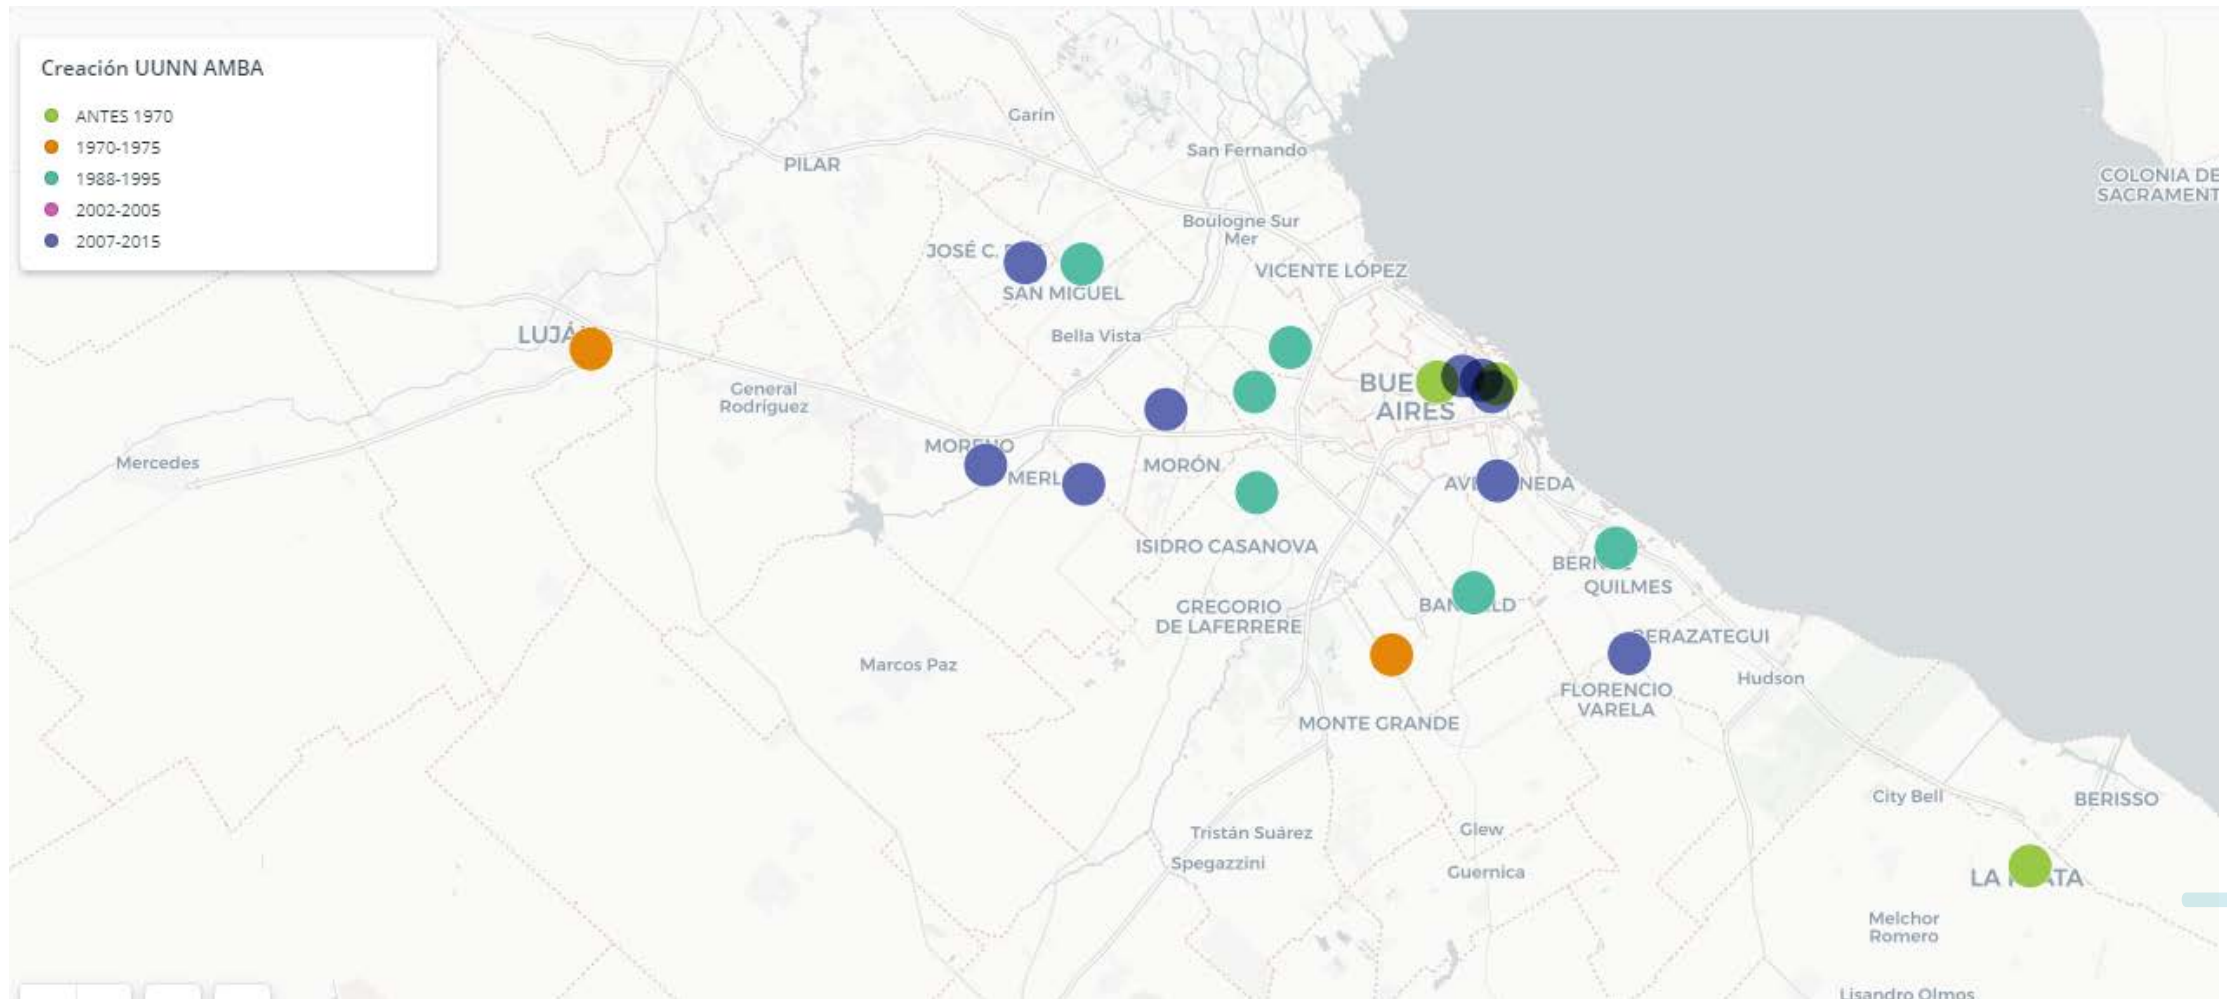 Creación UUNN AMBA
ANTES 1970
1970-1975
1988-1995
2002-2005
2007-2015
Garín
San Fernando
PILAR
COLONIA DE
SACRAMENT
Boulogne Sur
Mer
JOSÉ C.
VICENTE LÓPEZ
SAN MIGUEL
LUJÁ
Bella Vista
General
Rodríguez
BUE
AIRES
Mercedes
MORENO
MERL
MORÓN
AV NEDA
ISIDRO CASANOVA
BERN
QUILMES
GREGORIO
DE LAFERRERE
BAN LD
BERAZATEGUI
Marcos Paz
Hudson
FLORENCIO
VARELA
MONTE GRANDE
City Bell
BERISSO
Tristán Suárez
Glew
Spegazzini
Guernica
LA ATA
Melchor
Romero
Lisandro Olmos